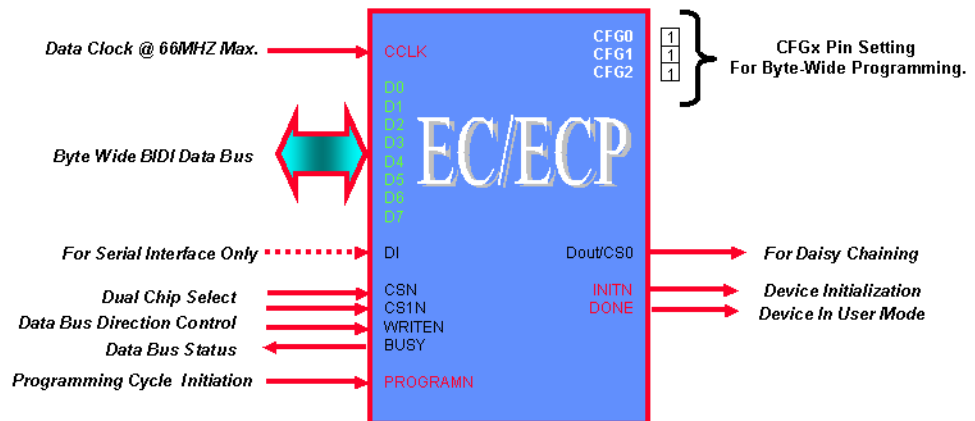 Data Clock @ 66MHZ Max.
CCLK
CFG0 1
CFG1 1
CFG2 1
CFGx Pin Setting
For Byte-Wide Programming.
D0
D1
D2
D3
D4
D5
D6
D7
EC/ECP
Byte Wide BIDI Data Bus
For Serial Interface Only
DI
Dout/CS0
For Daisy Chaining
Dual Chip Select
CSN
CS1N
INITN
Device Initialization
DONE
Device In User Mode
Data Bus Direction Control
WRITEN
Data Bus Status
BUSY
Programming Cycle Initiation
PROGRAMN